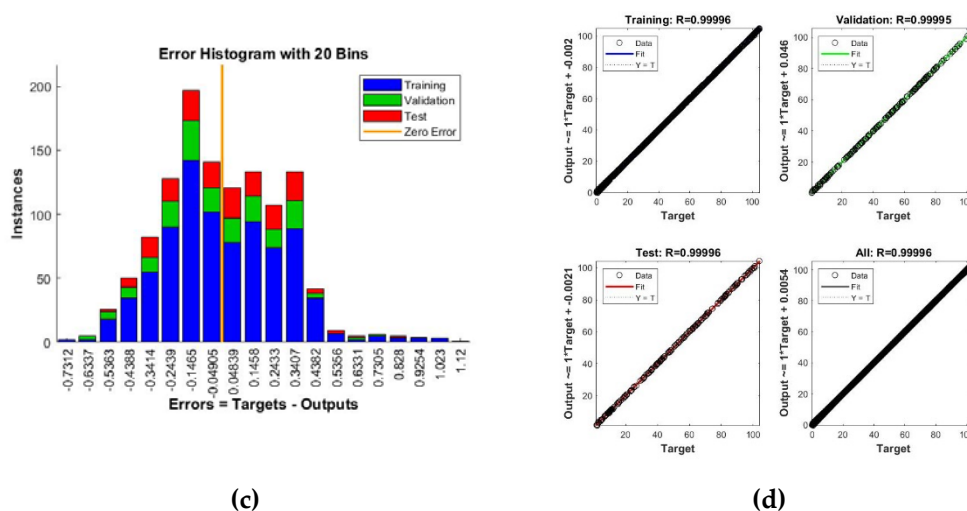 Error Histogram with 20 Bins
Training
Validation
Test
Zero Error
Instances
200
150
100
50
0
-0.7312
-0.6337
-0.5363
-0.4388
-0.3414
-0.2439
-0.1465
-0.04905
0.04839
0.1458
0.2433
0.3407
0.4382
0.5356
0.6331
0.7305
0.828
0.9254
1.023
1.12
Errors = Targets - Outputs
(c)
Training: R=0.99996
Output ~= 1*Target + -0.002
Data
Fit
Y = T
100
80
60
40
20
0
0 20 40 60 80 100
Target
Validation: R=0.99995
Output ~= 1*Target + 0.046
Data
Fit
Y = T
100
80
60
40
20
0
0 20 40 60 80 100
Target
Test: R=0.99996
Output ~= 1*Target + -0.0021
Data
Fit
Y = T
100
80
60
40
20
20 40 60 80 100
Target
All: R=0.99996
Output ~= 1*Target + 0.0054
Data
Fit
Y = T
100
80
60
40
20
0
0 20 40 60 80 100
Target
(d)